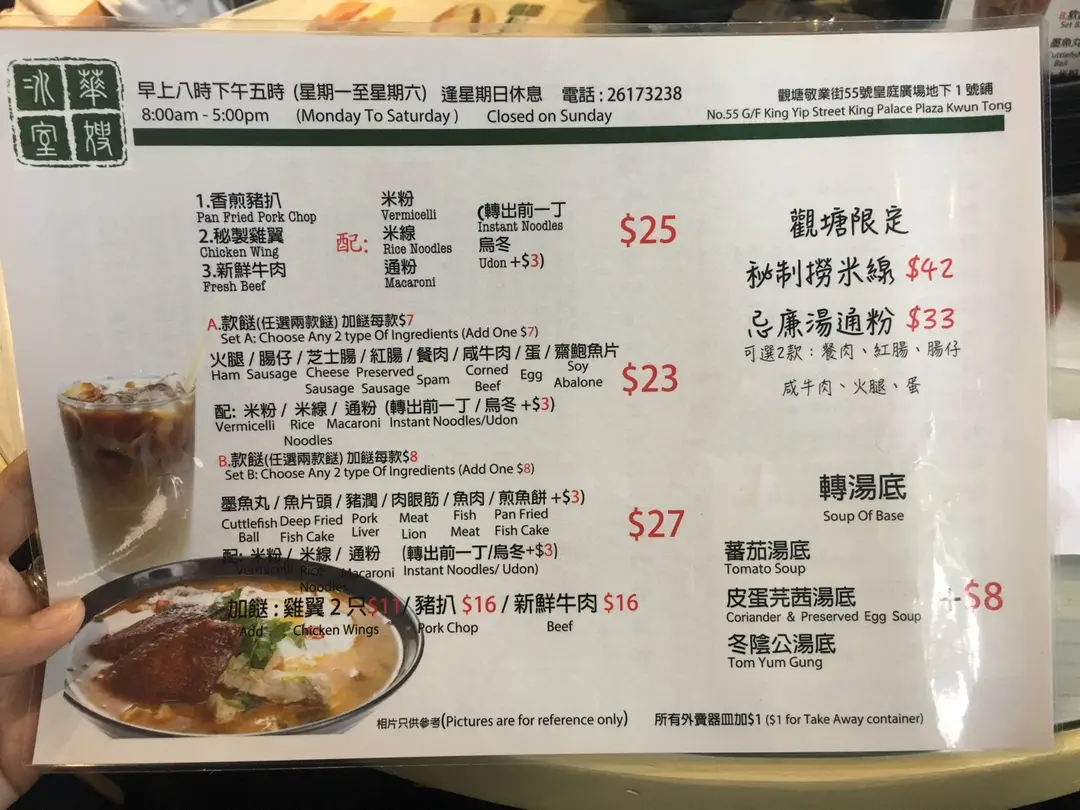 冰華
室嫂
早上八時下午五時 (星期一至星期六) 逢星期日休息 電話 : 26173238
8:00am - 5:00pm (Monday To Saturday ) Closed on Sunday
觀塘敬業街55號皇庭廣場地下 1 號鋪
No.55 G/F King Yip Street King Palace Plaza Kwun Tong
1.香煎豬扒
Pan Fried Pork Chop
2.秘製雞翼
Chicken Wing
3.新鮮牛肉
Fresh Beef
配:
米粉
Vermicelli
米線
Rice Noodles
通粉
Macaroni
(轉出前一丁
Instant Noodles
烏冬
Udon +$3)
$25
A.款餸(任選兩款餸) 加餸每款$7
Set A: Choose Any 2 type Of Ingredients (Add One $7)
火腿 / 腸仔 / 芝士腸 / 紅腸 / 餐肉 / 咸牛肉 / 蛋 / 齋鮑魚片
Ham Sausage Cheese Sausage Preserved Sausage Spam Corned Beef Egg Soy Abalone
$23
配: 米粉 / 米線 / 通粉 (轉出前一丁 / 烏冬 +$3)
Vermicelli Rice Noodles Macaroni Instant Noodles/Udon
B.款餸(任選兩款餸) 加餸每款$8
Set B: Choose Any 2 type Of Ingredients (Add One $8)
墨魚丸 / 魚片頭 / 豬潤 / 肉眼筋 / 魚肉 / 煎魚餅 +$3)
Cuttlefish Ball Deep Fried Fish Cake Pork Liver Meat Lion Fish Meat Pan Fried Fish Cake
$27
配: 米粉 / 米線 / 通粉 (轉出前一丁/烏冬+$3)
Vermicelli Rice Noodles Macaroni Instant Noodles/ Udon)
加餸 : 雞翼 2 只$11/ 豬扒 $16 / 新鮮牛肉 $16
Add Chicken Wings Pork Chop Beef
觀塘限定
秘制撈米線 $42
忌廉湯通粉 $33
可選2款 : 餐肉、紅腸、腸仔
咸牛肉、火腿、蛋
轉湯底
Soup Of Base
蕃茄湯底
Tomato Soup
皮蛋芫茜湯底
Coriander & Preserved Egg Soup
冬陰公湯底
Tom Yum Gung
+$8
相片只供參考(Pictures are for reference only)
所有外賣器皿加$1 ($1 for Take Away container)